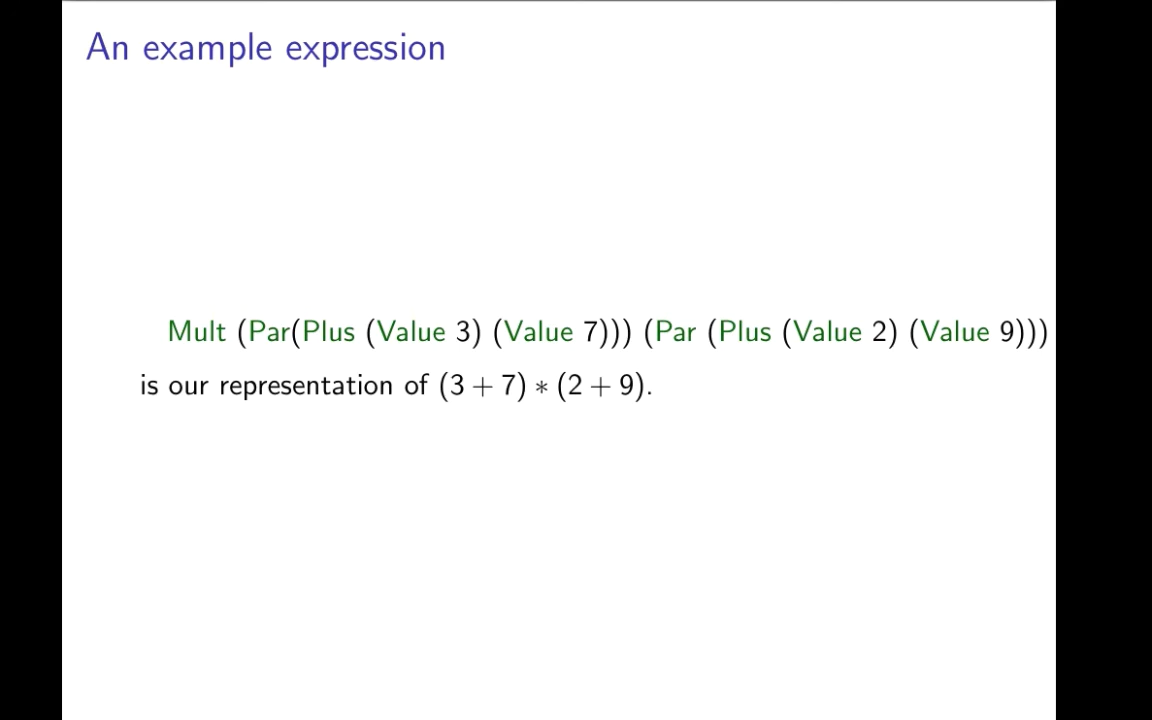 An example expression
Mult (Par(Plus (Value 3) (Value 7))) (Par (Plus (Value 2) (Value 9)))
is our representation of (3 + 7) ∗ (2 + 9).